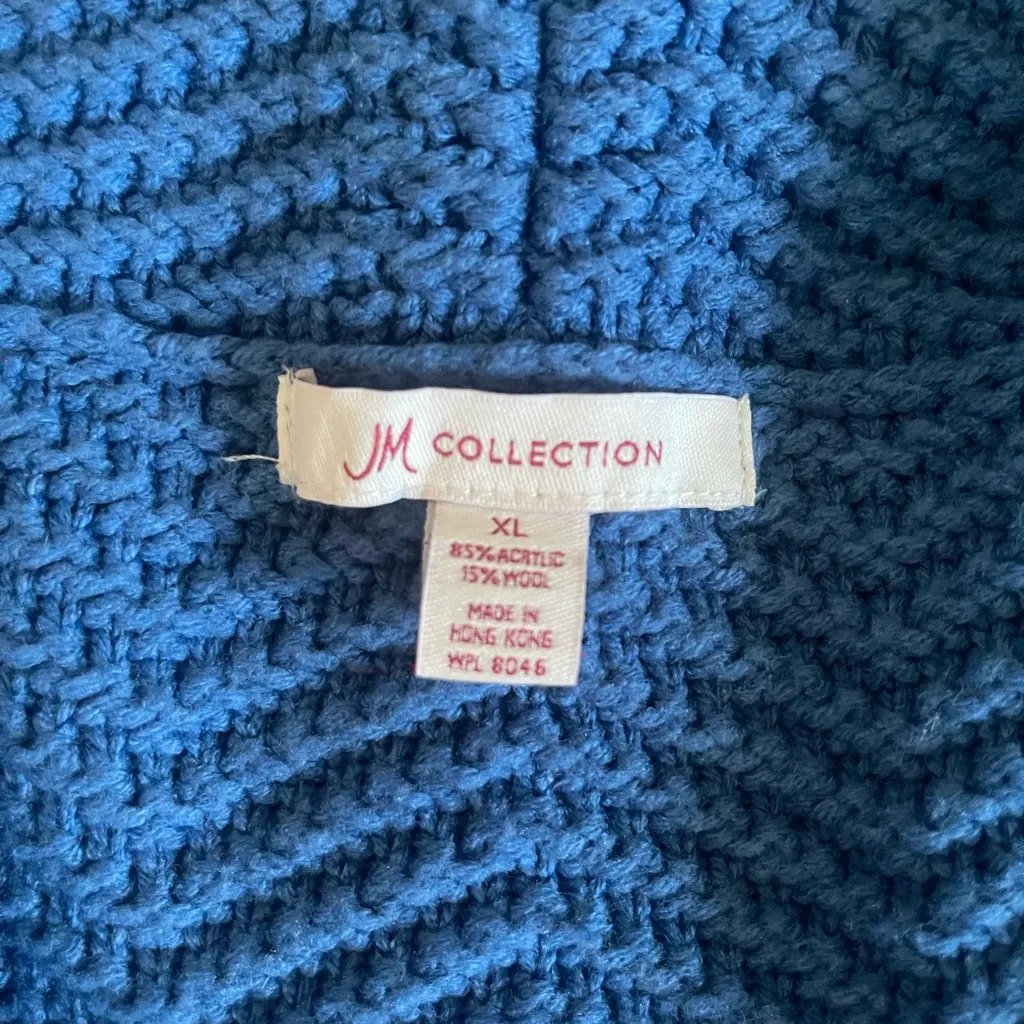 JM COLLECTION
XL
85% ACRYLIC
15% WOOL
MADE IN
HONG KONG
WPL 8046